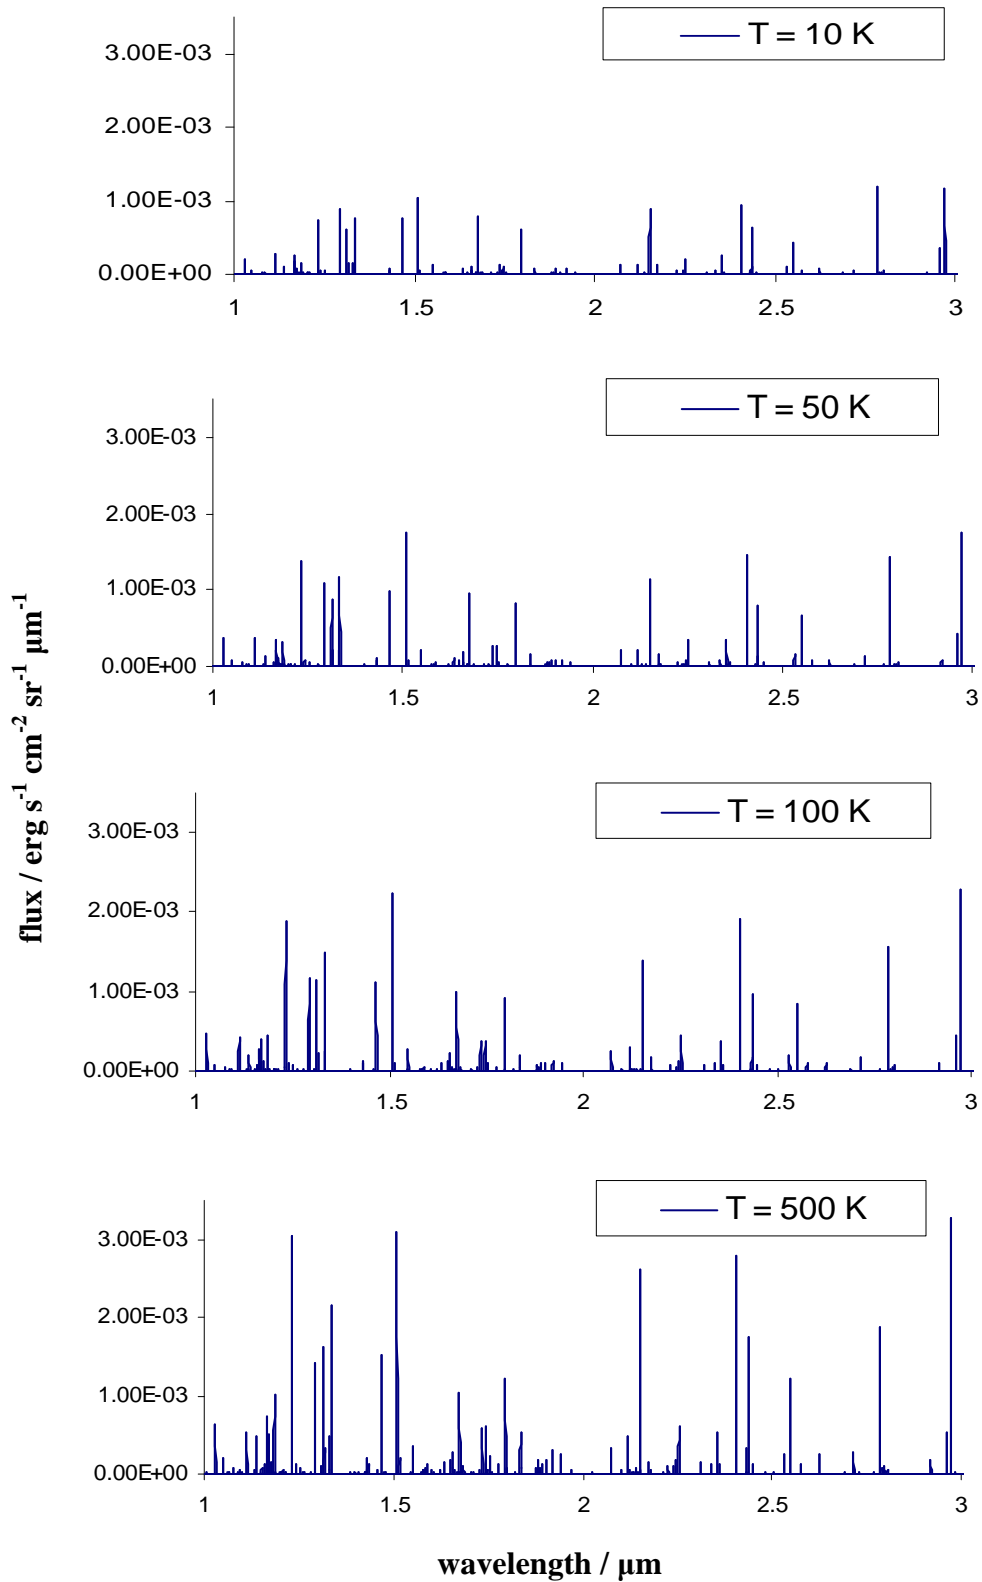 T = 10 K
3.00E-03
2.00E-03
1.00E-03
0.00E+00
1 1.5 2 2.5 3
T = 50 K
3.00E-03
2.00E-03
1.00E-03
0.00E+00
1 1.5 2 2.5 3
flux / erg s⁻¹ cm⁻² sr⁻¹ µm⁻¹
T = 100 K
3.00E-03
2.00E-03
1.00E-03
0.00E+00
1 1.5 2 2.5 3
T = 500 K
3.00E-03
2.00E-03
1.00E-03
0.00E+00
1 1.5 2 2.5 3
wavelength / µm